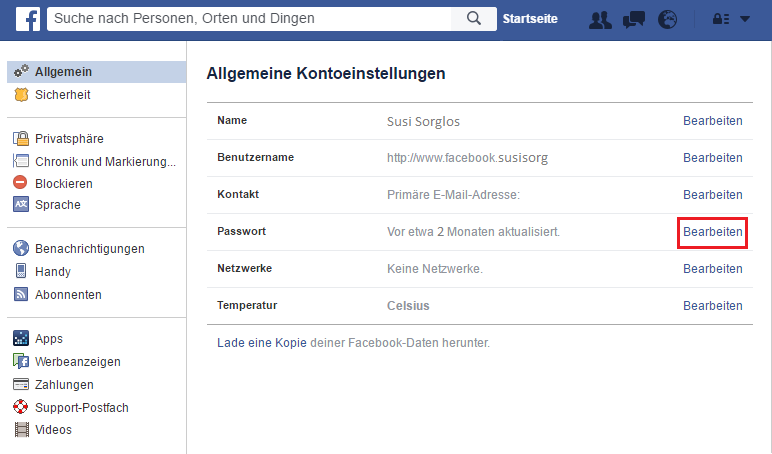 f Suche nach Personen, Orten und Dingen Startseite
Allgemein
Sicherheit
Privatsphäre
Chronik und Markierung...
Blockieren
Sprache
Benachrichtigungen
Handy
Abonnenten
Apps
Werbeanzeigen
Zahlungen
Support-Postfach
Videos
Allgemeine Kontoeinstellungen
Name Susi Sorglos Bearbeiten
Benutzername http://www.facebook.susisorg Bearbeiten
Kontakt Primäre E-Mail-Adresse: Bearbeiten
Passwort Vor etwa 2 Monaten aktualisiert. Bearbeiten
Netzwerke Keine Netzwerke. Bearbeiten
Temperatur Celsius Bearbeiten
Lade eine Kopie deiner Facebook-Daten herunter.